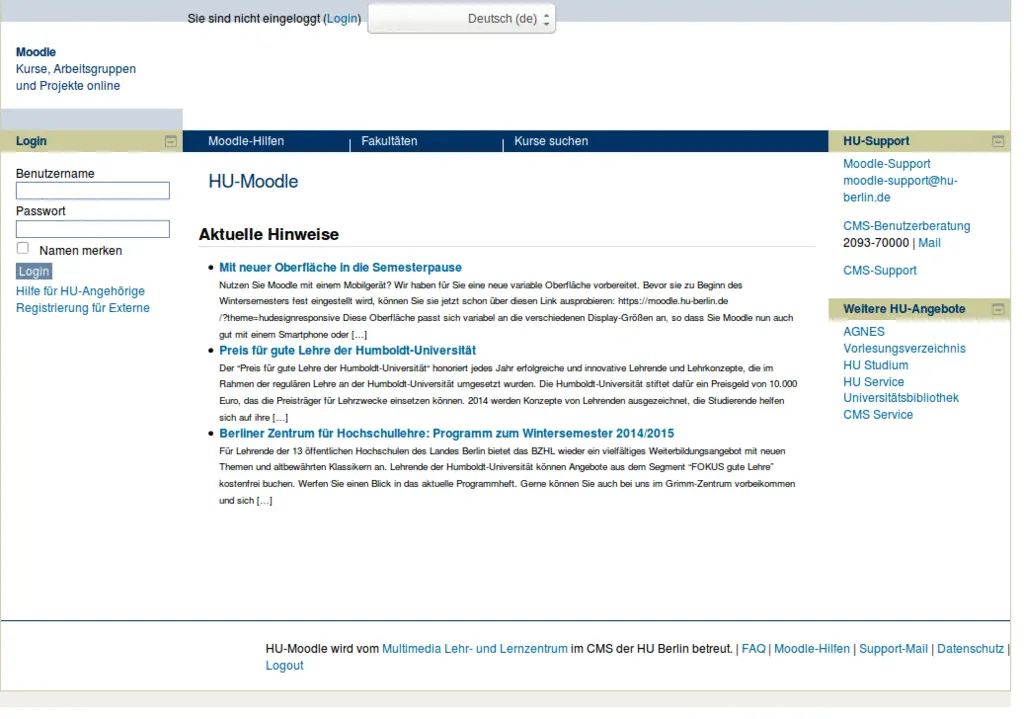 Sie sind nicht eingeloggt (Login)
Deutsch (de)
Moodle
Kurse, Arbeitsgruppen
und Projekte online
Login
Benutzername
Passwort
Namen merken
Login
Hilfe für HU-Angehörige
Registrierung für Externe
Moodle-Hilfen
Fakultäten
Kurse suchen
HU-Moodle
Aktuelle Hinweise
Mit neuer Oberfläche in die Semesterpause
Nutzen Sie Moodle mit einem Mobilgerät? Wir haben für Sie eine neue variable Oberfläche vorbereitet. Bevor sie zu Beginn des
Wintersemesters fest eingestellt wird, können Sie sie jetzt schon über diesen Link ausprobieren: https://moodle.hu-berlin.de
/?theme=hudesignresponsive Diese Oberfläche passt sich variabel an die verschiedenen Display-Größen an, so dass Sie Moodle nun auch
gut mit einem Smartphone oder [...]
Preis für gute Lehre der Humboldt-Universität
Der "Preis für gute Lehre der Humboldt-Universität" honoriert jedes Jahr erfolgreiche und innovative Lehrende und Lehrkonzepte, die im
Rahmen der regulären Lehre an der Humboldt-Universität umgesetzt wurden. Die Humboldt-Universität stiftet dafür ein Preisgeld von 10.000
Euro, das die Preisträger für Lehrzwecke einsetzen können. 2014 werden Konzepte von Lehrenden ausgezeichnet, die Studierende helfen
sich auf ihre [...]
Berliner Zentrum für Hochschullehre: Programm zum Wintersemester 2014/2015
Für Lehrende der 13 öffentlichen Hochschulen des Landes Berlin bietet das BZHL wieder ein vielfältiges Weiterbildungsangebot mit neuen
Themen und altbewährten Klassikern an. Lehrende der Humboldt-Universität können Angebote aus dem Segment "FOKUS gute Lehre"
kostenfrei buchen. Werfen Sie einen Blick in das aktuelle Programmheft. Gerne können Sie auch bei uns im Grimm-Zentrum vorbeikommen
und sich [...]
HU-Support
Moodle-Support
moodle-support@hu-
berlin.de
CMS-Benutzerberatung
2093-70000 | Mail
CMS-Support
Weitere HU-Angebote
AGNES
Vorlesungsverzeichnis
HU Studium
HU Service
Universitätsbibliothek
CMS Service
HU-Moodle wird vom Multimedia Lehr- und Lernzentrum im CMS der HU Berlin betreut. | FAQ | Moodle-Hilfen | Support-Mail | Datenschutz |
Logout